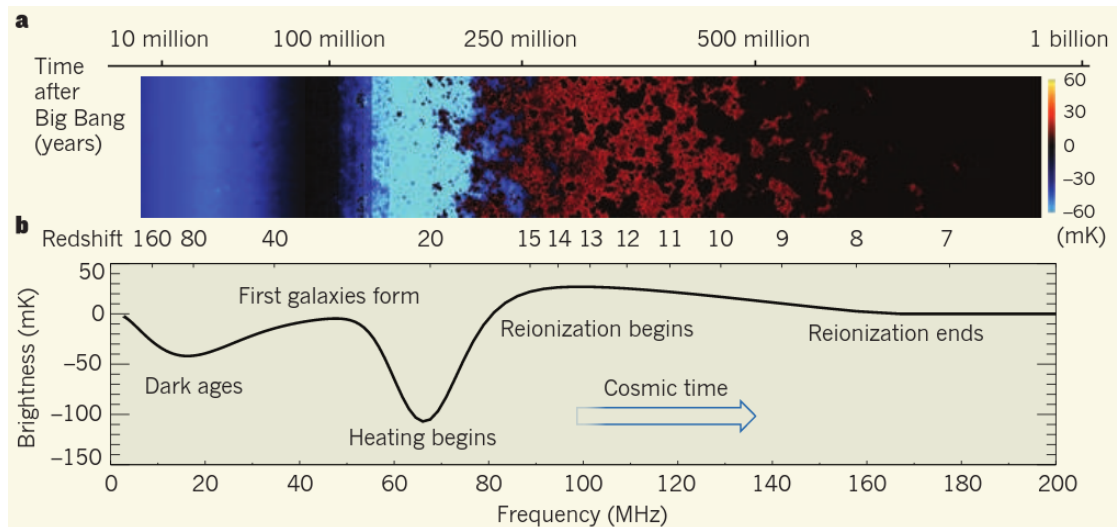 a
10 million 100 million 250 million 500 million 1 billion
Time
after
Big Bang
(years)
60
30
0
–30
–60
(mK)
b
Redshift 160 80 40 20 15 14 13 12 11 10 9 8 7
Brightness (mK)
50
0
–50
–100
–150
First galaxies form
Reionization begins
Reionization ends
Dark ages
Cosmic time
Heating begins
0 20 40 60 80 100 120 140 160 180 200
Frequency (MHz)